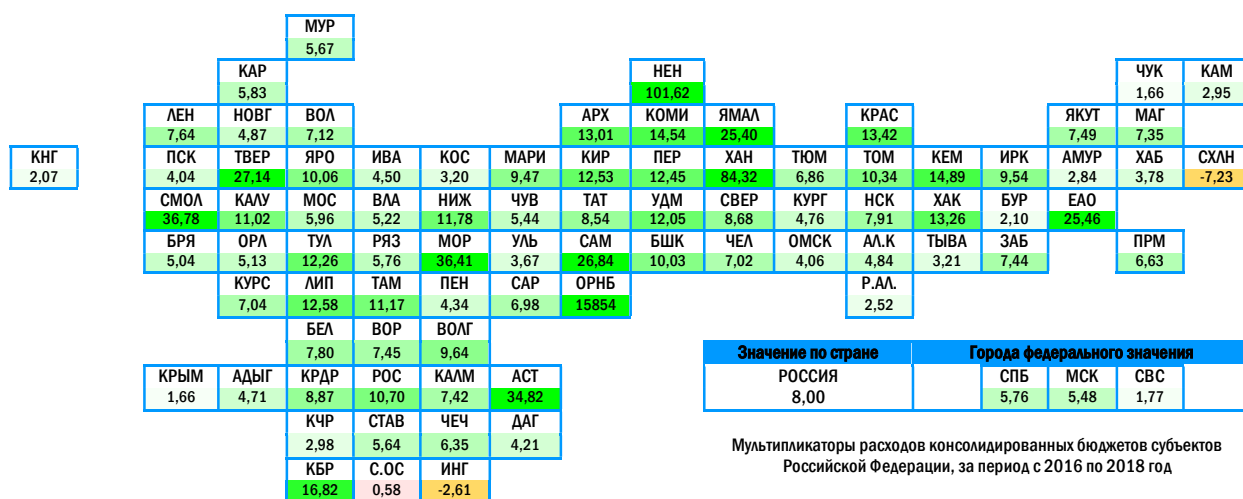 МУР
5,67
КАР НЕН ЧУК КАМ
5,83 101,62 1,66 2,95
ЛЕН НОВГ ВОЛ АРХ КОМИ ЯМАЛ КРАС ЯКУТ МАГ
7,64 4,87 7,12 13,01 14,54 25,40 13,42 7,49 7,35
КНГ ПСК ТВЕР ЯРО ИВА КОС МАРИ КИР ПЕР ХАН ТЮМ ТОМ КЕМ ИРК АМУР ХАБ СХЛН
2,07 4,04 27,14 10,06 4,50 3,20 9,47 12,53 12,45 84,32 6,86 10,34 14,89 9,54 2,84 3,78 -7,23
СМОЛ КАЛУ МОС ВЛА НИЖ ЧУВ ТАТ УДМ СВЕР КУРГ НСК ХАК БУР ЕАО
36,78 11,02 5,96 5,22 11,78 5,44 8,54 12,05 8,68 4,76 7,91 13,26 2,10 25,46
БРЯ ОРЛ ТУЛ РЯЗ МОР УЛЬ САМ БШК ЧЕЛ ОМСК АЛ.К ТЫВА ЗАБ ПРМ
5,04 5,13 12,26 5,76 36,41 3,67 26,84 10,03 7,02 4,06 4,84 3,21 7,44 6,63
КУРС ЛИП ТАМ ПЕН САР ОРНБ Р.АЛ.
7,04 12,58 11,17 4,34 6,98 15854 2,52
БЕЛ ВОР ВОЛГ
7,80 7,45 9,64
Значение по стране Города федерального значения
КРЫМ АДЫГ КРДР РОС КАЛМ АСТ РОССИЯ СПБ МСК СВС
1,66 4,71 8,87 10,70 7,42 34,82 8,00 5,76 5,48 1,77
КЧР СТАВ ЧЕЧ ДАГ
2,98 5,64 6,35 4,21
Мультипликаторы расходов консолидированных бюджетов субъектов
Российской Федерации, за период с 2016 по 2018 год
КБР С.ОС ИНГ
16,82 0,58 -2,61